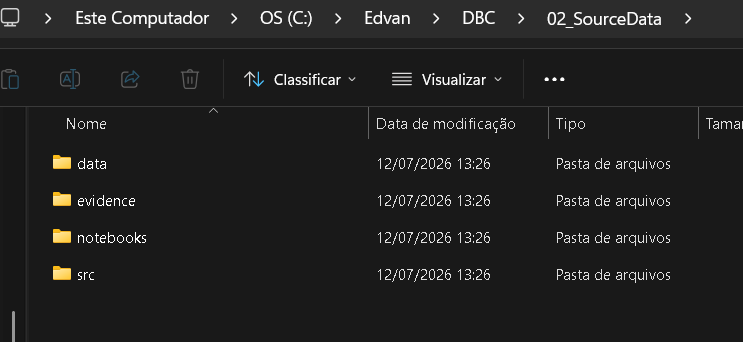 Este Computador > OS (C:) > Edvan > DBC > 02_SourceData >
Classificar Visualizar
Nome Data de modificação Tipo Tamar
data 12/07/2026 13:26 Pasta de arquivos
evidence 12/07/2026 13:26 Pasta de arquivos
notebooks 12/07/2026 13:26 Pasta de arquivos
src 12/07/2026 13:26 Pasta de arquivos